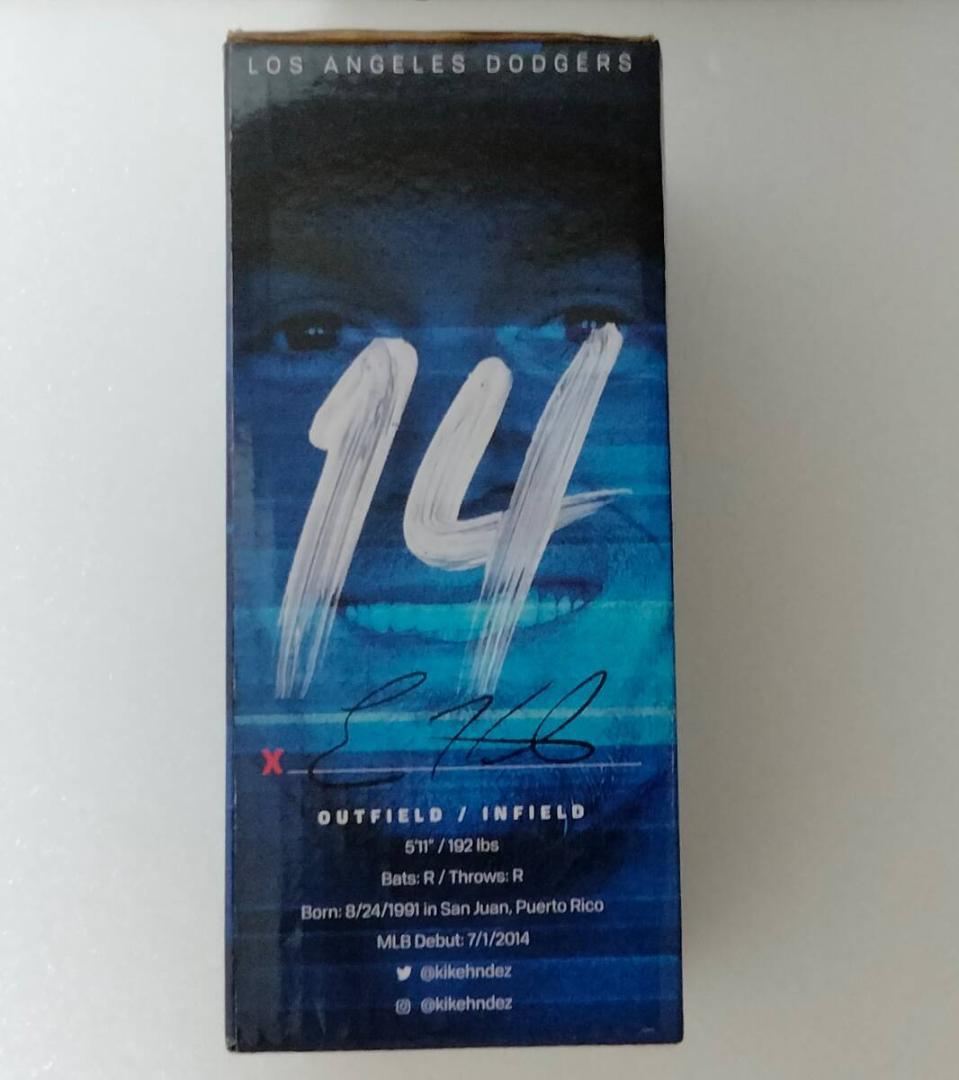 LOS ANGELES DODGERS
14
X
OUTFIELD / INFIELD
5'11" / 192 lbs
Bats: R / Throws: R
Born: 8/24/1991 in San Juan, Puerto Rico
MLB Debut: 7/1/2014
@kikehndez
@kikehndez